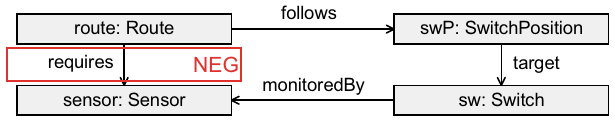 follows
route: Route
swP: SwitchPosition
requires
NEG
target
monitoredBy
sensor: Sensor
sw: Switch